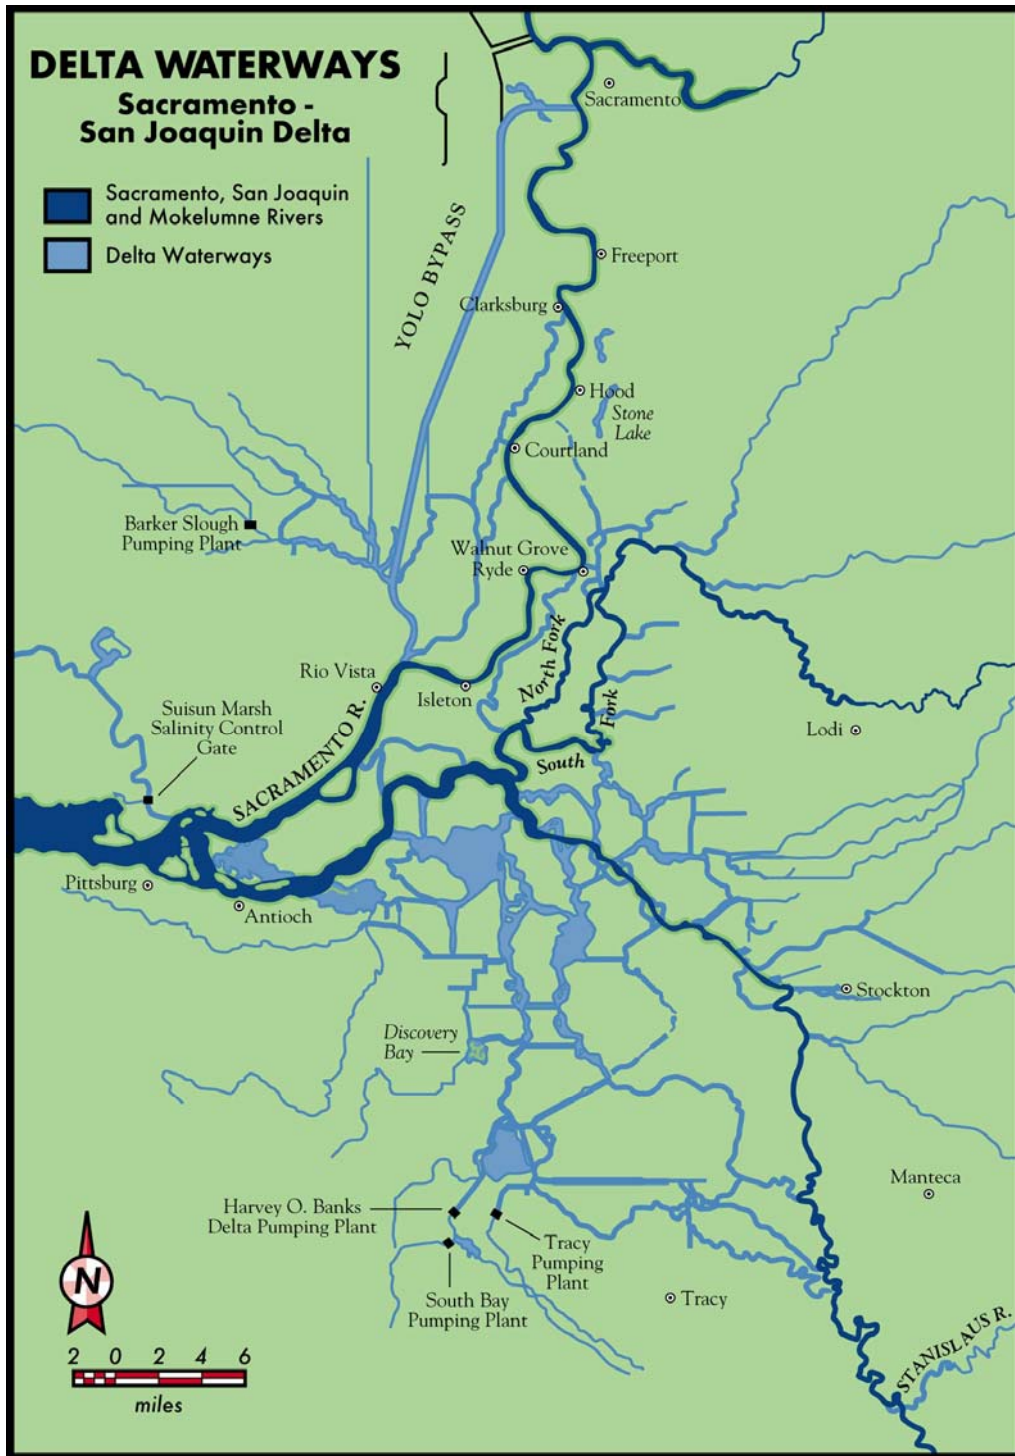 DELTA WATERWAYS
Sacramento -
San Joaquin Delta
Sacramento, San Joaquin
and Mokelumne Rivers
Delta Waterways
Sacramento
YOLO BYPASS
Freeport
Clarksburg
Hood
Stone
Lake
Courtland
Barker Slough
Pumping Plant
Walnut Grove
Ryde
North Fork
Rio Vista
Isleton
Fork
South
Lodi
Suisun Marsh
Salinity Control
Gate
SACRAMENTO R.
Pittsburg
Antioch
Stockton
Discovery
Bay
Manteca
Harvey O. Banks
Delta Pumping Plant
Tracy
Pumping
Plant
South Bay
Pumping Plant
Tracy
STANISLAUS R.
N
2 0 2 4 6
miles